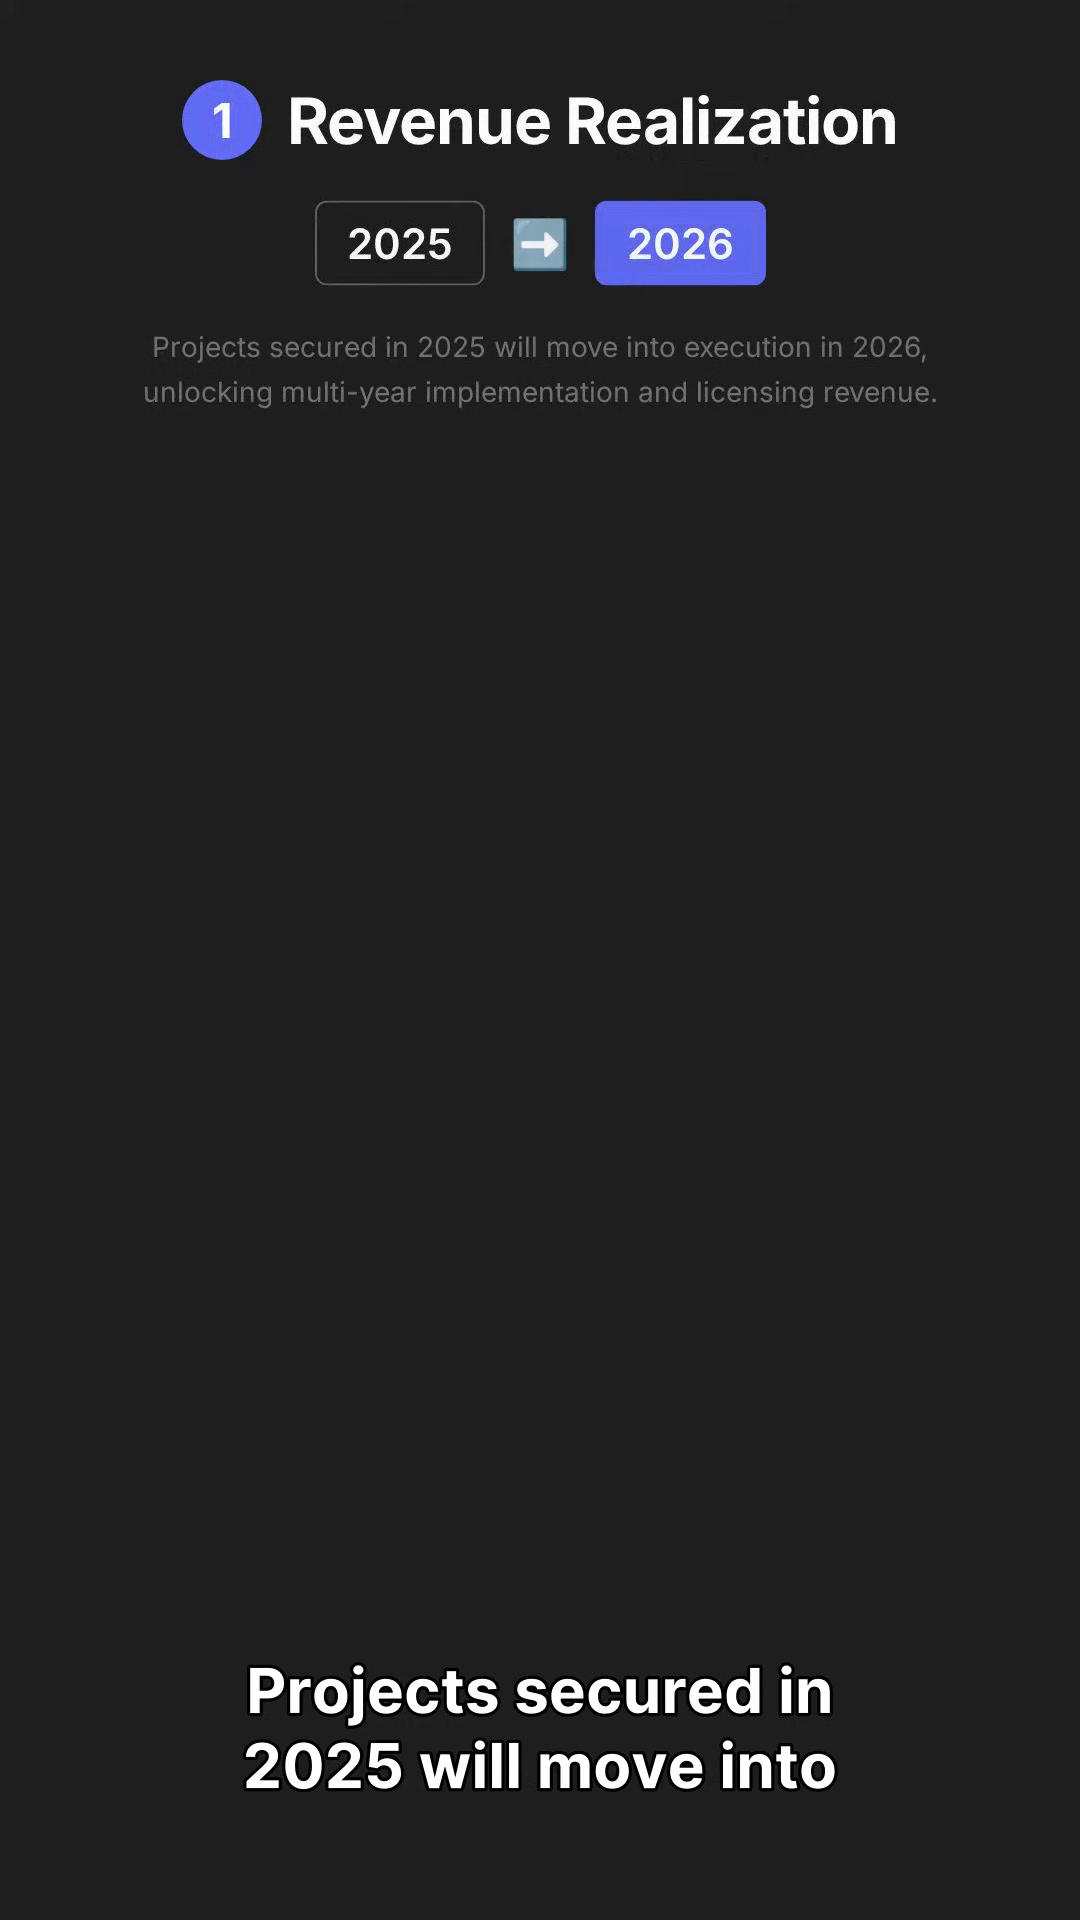 1 Revenue Realization
2025 ➡️ 2026
Projects secured in 2025 will move into execution in 2026,
unlocking multi-year implementation and licensing revenue.
Projects secured in
2025 will move into